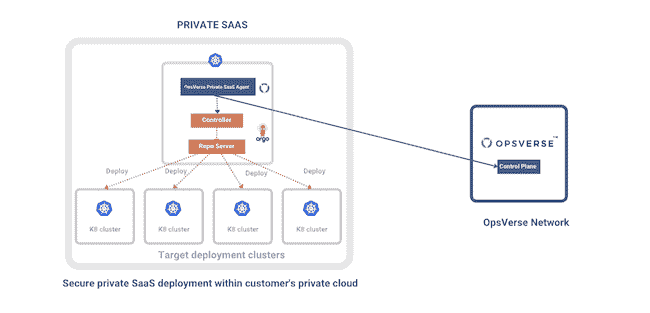 PRIVATE SAAS
OpsVerse Private SaaS Agent
Controller
argo
Repo Server
Deploy
Deploy
Deploy
Deploy
K8 cluster
K8 cluster
K8 cluster
K8 cluster
Target deployment clusters
Secure private SaaS deployment within customer's private cloud
OPSVERSE™
Control Plane
OpsVerse Network